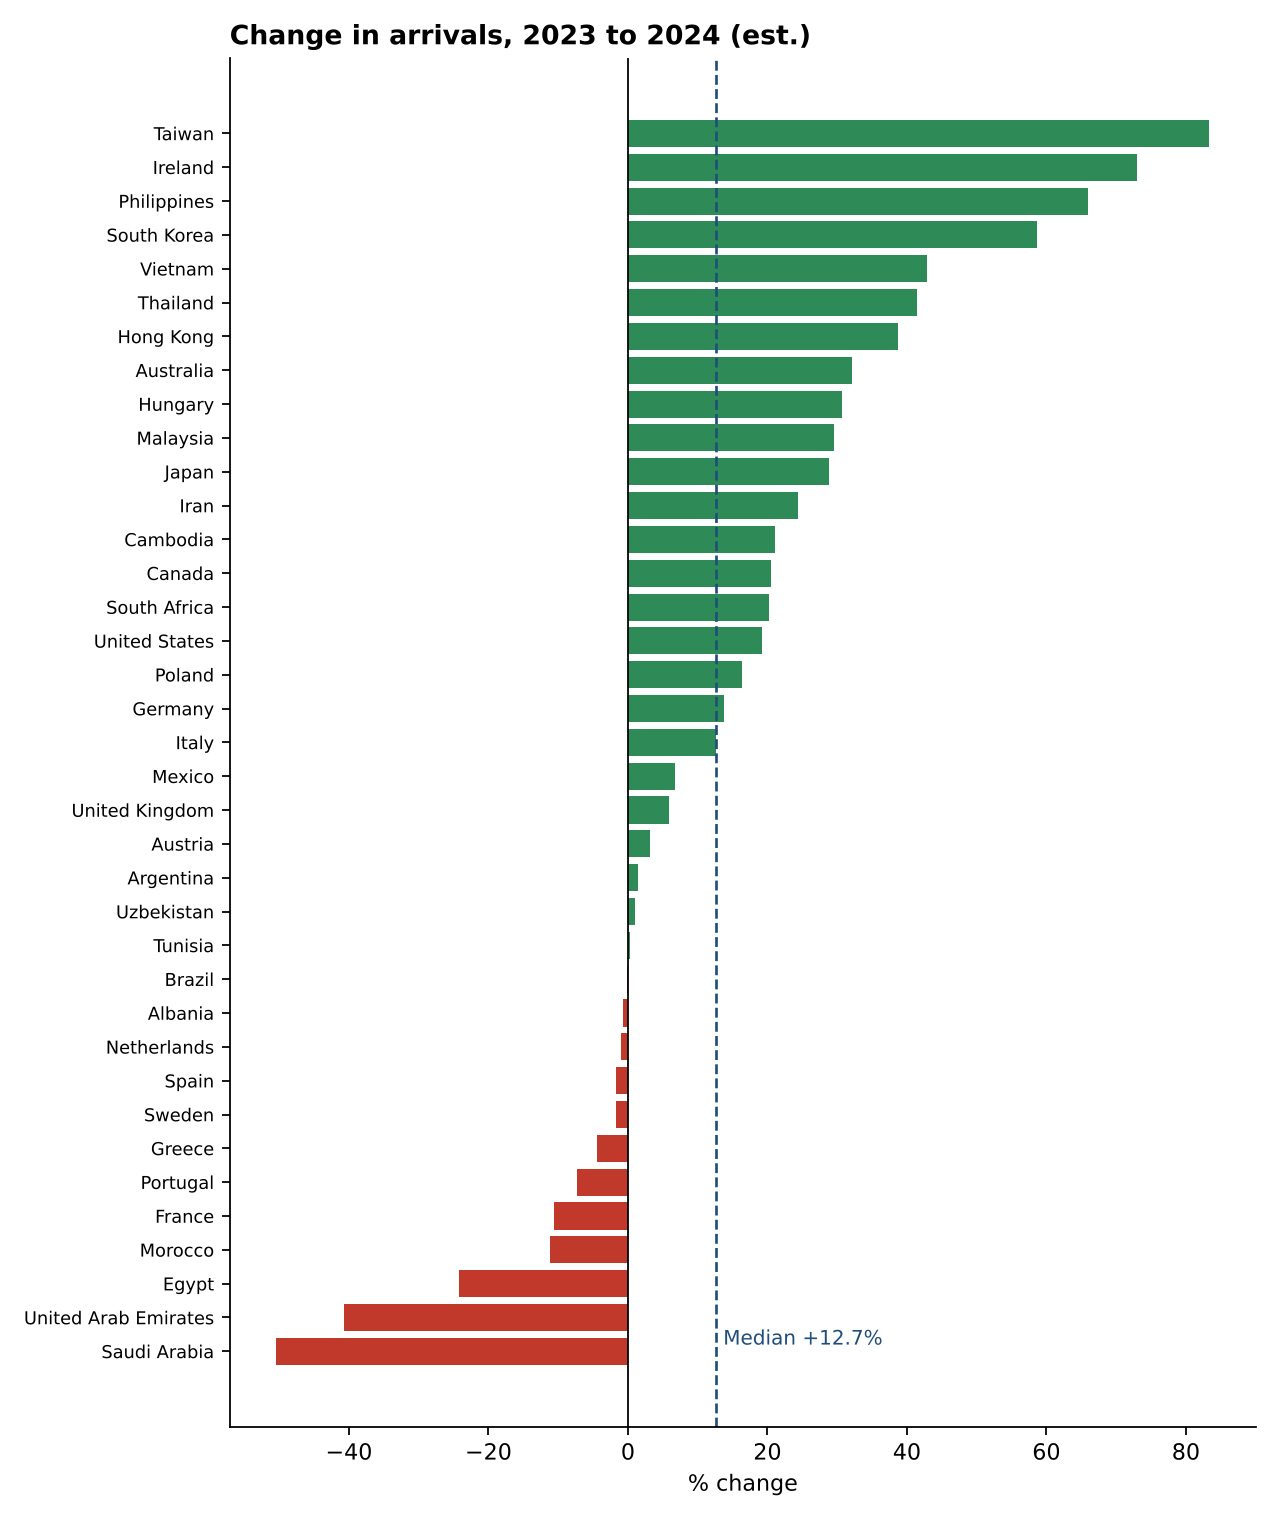 Change in arrivals, 2023 to 2024 (est.)
Taiwan
Ireland
Philippines
South Korea
Vietnam
Thailand
Hong Kong
Australia
Hungary
Malaysia
Japan
Iran
Cambodia
Canada
South Africa
United States
Poland
Germany
Italy
Mexico
United Kingdom
Austria
Argentina
Uzbekistan
Tunisia
Brazil
Albania
Netherlands
Spain
Sweden
Greece
Portugal
France
Morocco
Egypt
United Arab Emirates
Median +12.7%
Saudi Arabia
−40 −20 0 20 40 60 80
% change